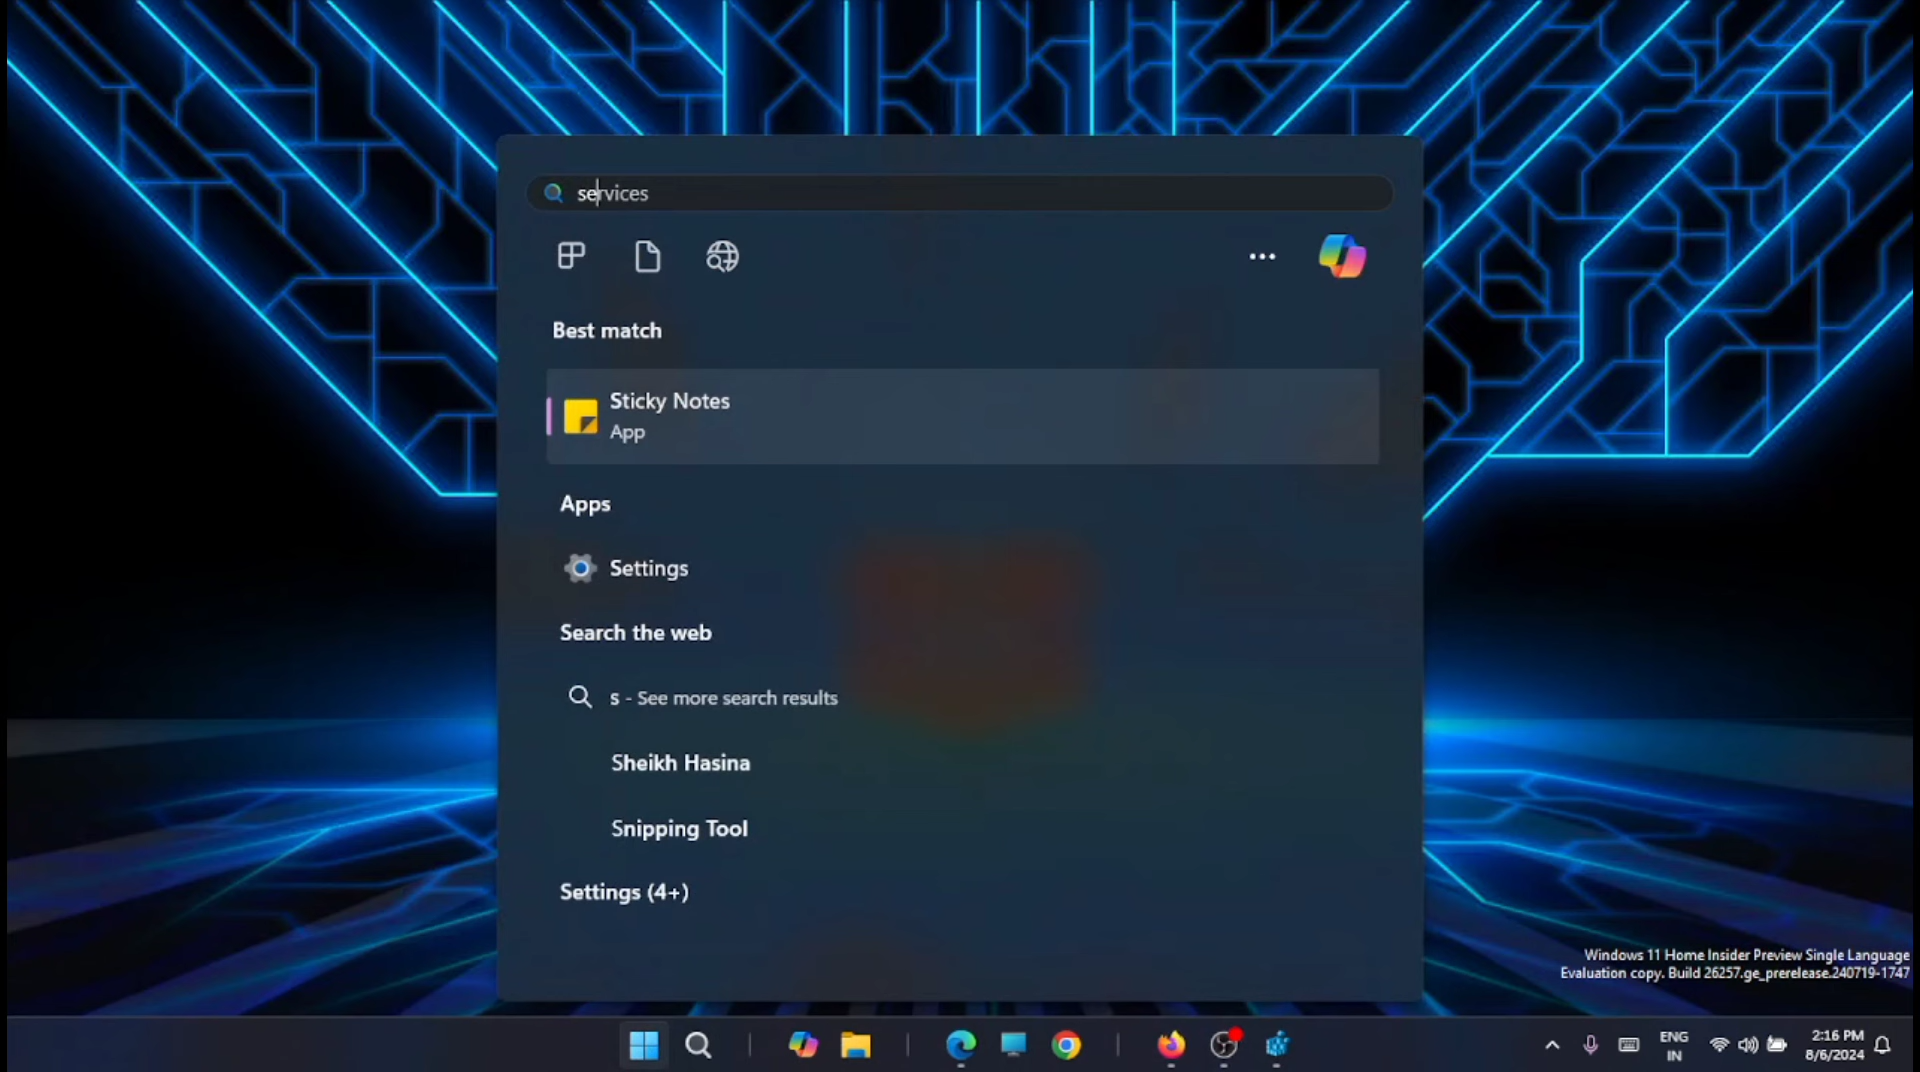 services
Best match
Sticky Notes
App
Apps
Settings
Search the web
s - See more search results
Sheikh Hasina
Snipping Tool
Settings (4+)
Windows 11 Home Insider Preview Single Language
Evaluation copy. Build 26257.ge_prerelease.240719-1747
ENG
IN
2:16 PM
8/6/2024